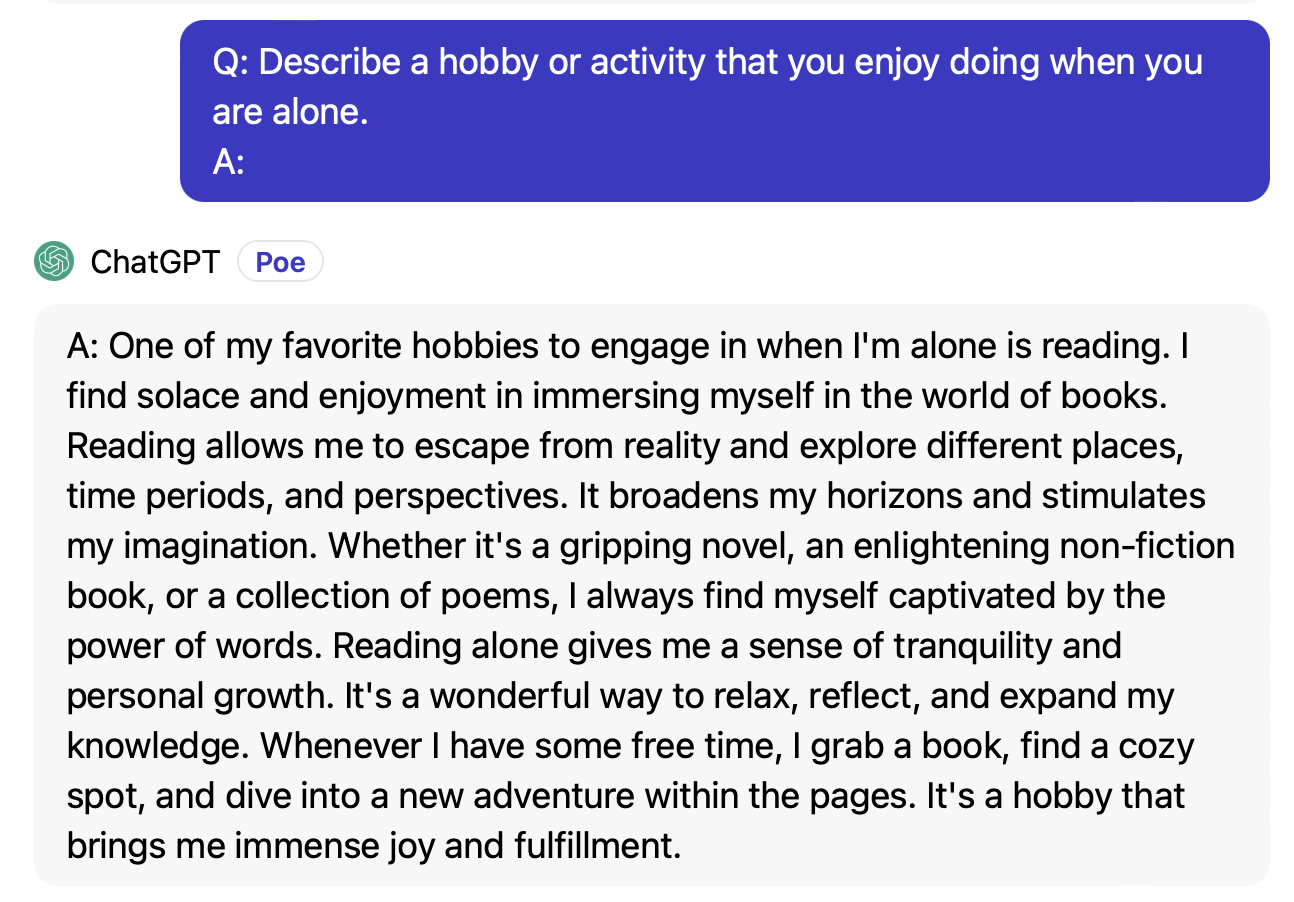 Q: Describe a hobby or activity that you enjoy doing when you
are alone.
A:
ChatGPT Poe
A: One of my favorite hobbies to engage in when I'm alone is reading. I
find solace and enjoyment in immersing myself in the world of books.
Reading allows me to escape from reality and explore different places,
time periods, and perspectives. It broadens my horizons and stimulates
my imagination. Whether it's a gripping novel, an enlightening non-fiction
book, or a collection of poems, I always find myself captivated by the
power of words. Reading alone gives me a sense of tranquility and
personal growth. It's a wonderful way to relax, reflect, and expand my
knowledge. Whenever I have some free time, I grab a book, find a cozy
spot, and dive into a new adventure within the pages. It's a hobby that
brings me immense joy and fulfillment.